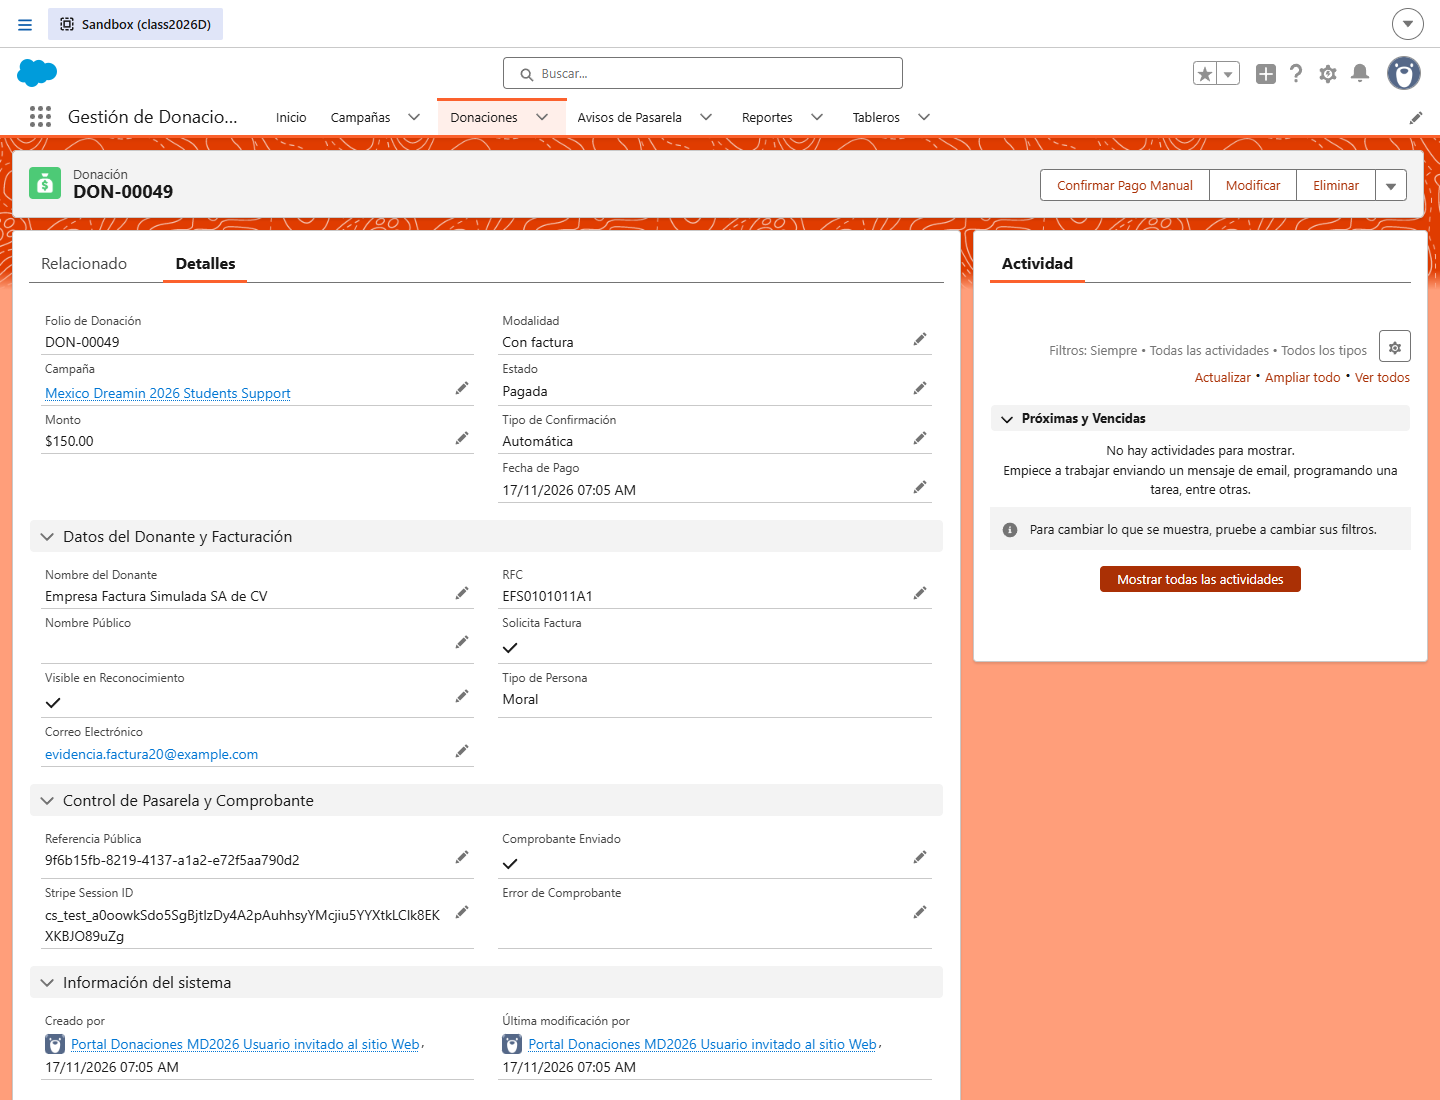 Sandbox (class2026D)
Buscar...
Gestión de Donacio...
Inicio
Campañas
Donaciones
Avisos de Pasarela
Reportes
Tableros
Donación
DON-00049
Confirmar Pago Manual
Modificar
Eliminar
Relacionado
Detalles
Folio de Donación
DON-00049
Modalidad
Con factura
Campaña
Mexico Dreamin 2026 Students Support
Estado
Pagada
Monto
$150.00
Tipo de Confirmación
Automática
Fecha de Pago
17/11/2026 07:05 AM
Datos del Donante y Facturación
Nombre del Donante
Empresa Factura Simulada SA de CV
RFC
EFS0101011A1
Nombre Público
Solicita Factura
Visible en Reconocimiento
Tipo de Persona
Moral
Correo Electrónico
evidencia.factura20@example.com
Control de Pasarela y Comprobante
Referencia Pública
9f6b15fb-8219-4137-a1a2-e72f5aa790d2
Comprobante Enviado
Stripe Session ID
cs_test_a0oowkSdo5SgBjtIzDy4A2pAuhhsyYMcjiu5YYXtkLCIk8EK
XKBJO89uZg
Error de Comprobante
Información del sistema
Creado por
Portal Donaciones MD2026 Usuario invitado al sitio Web,
17/11/2026 07:05 AM
Última modificación por
Portal Donaciones MD2026 Usuario invitado al sitio Web,
17/11/2026 07:05 AM
Actividad
Filtros: Siempre • Todas las actividades • Todos los tipos
Actualizar • Ampliar todo • Ver todos
Próximas y Vencidas
No hay actividades para mostrar.
Empiece a trabajar enviando un mensaje de email, programando una
tarea, entre otras.
Para cambiar lo que se muestra, pruebe a cambiar sus filtros.
Mostrar todas las actividades